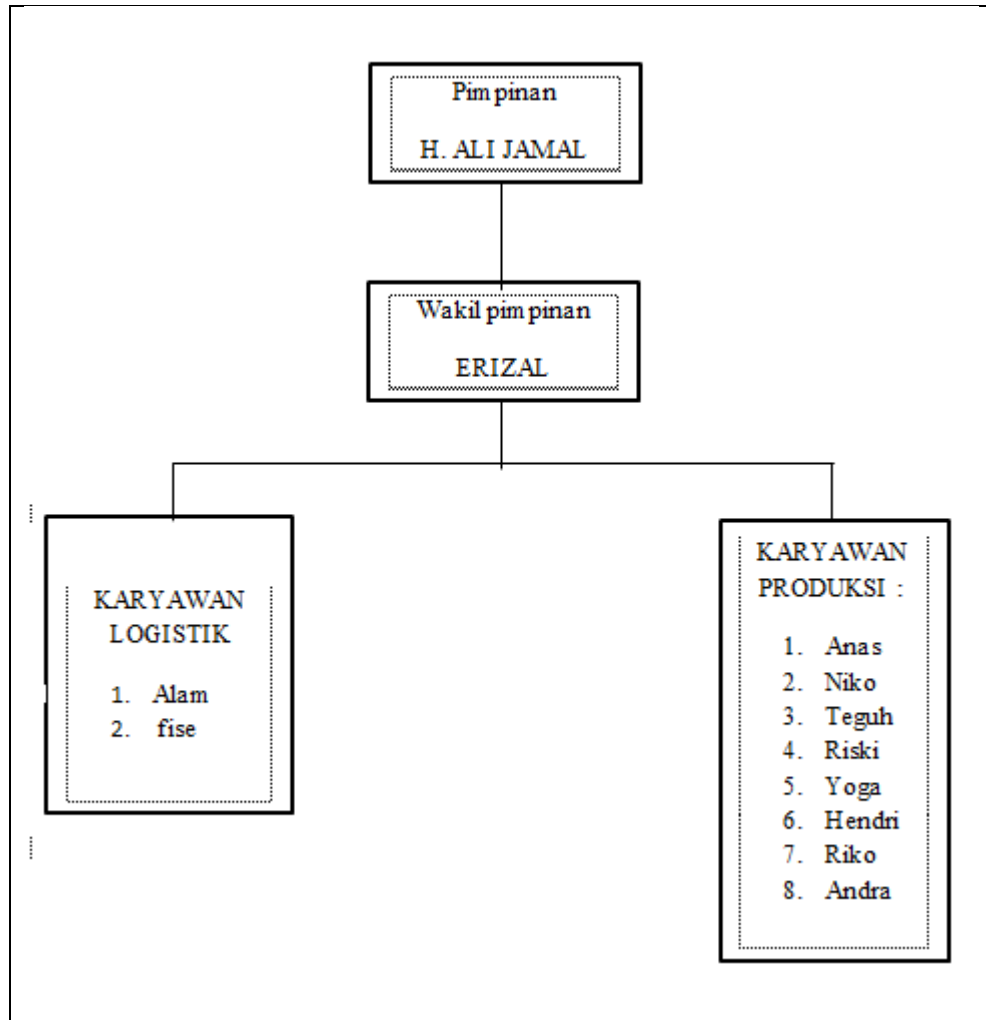 Pimpinan
H. ALI JAMAL
Wakil pimpinan
ERIZAL
KARYAWAN
LOGISTIK
1. Alam
2. fise
KARYAWAN
PRODUKSI :
1. Anas
2. Niko
3. Teguh
4. Riski
5. Yoga
6. Hendri
7. Riko
8. Andra